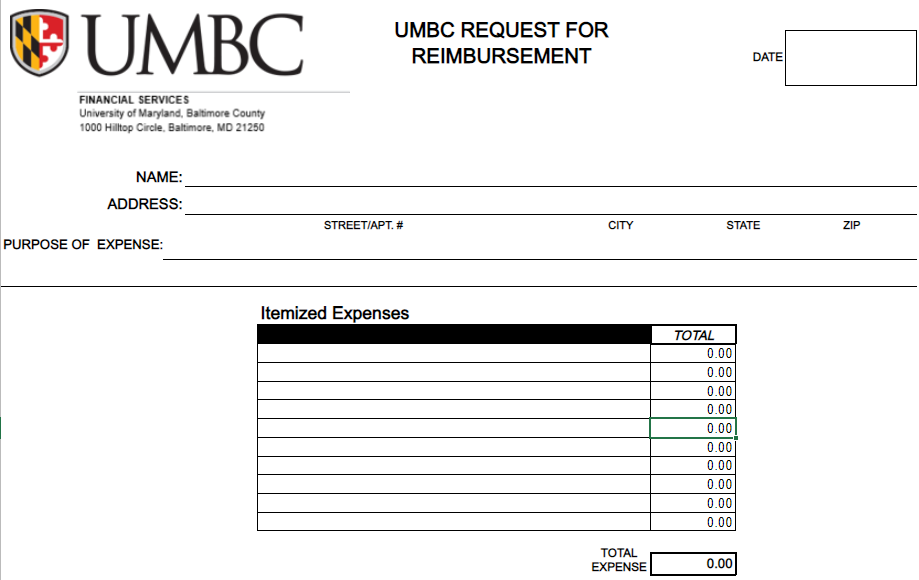 UMBC
UMBC REQUEST FOR
REIMBURSEMENT
DATE
FINANCIAL SERVICES
University of Maryland, Baltimore County
1000 Hilltop Circle, Baltimore, MD 21250
NAME:
ADDRESS:
STREET/APT. # CITY STATE ZIP
PURPOSE OF EXPENSE:
Itemized Expenses
TOTAL
0.00
0.00
0.00
0.00
0.00
0.00
0.00
0.00
0.00
0.00
TOTAL
EXPENSE 0.00